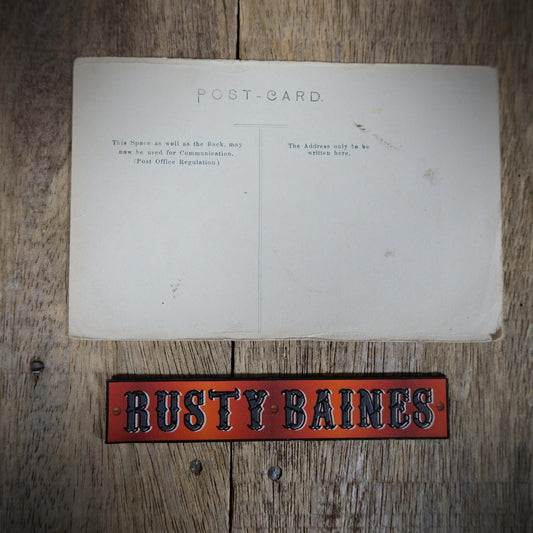 POST-CARD.
This Space as well as the Back, may
now be used for Communication.
(Post Office Regulation)
The Address only to be
written here.
RUSTY BAINES